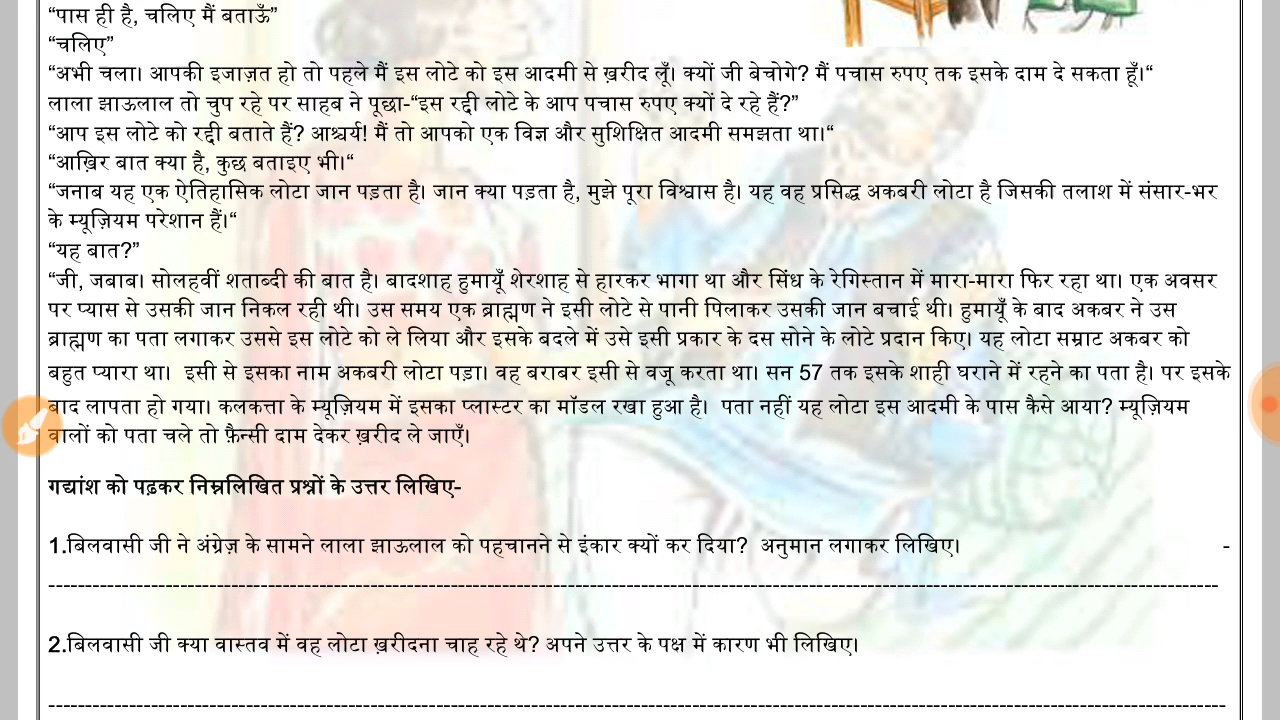 “पास ही है, चलिए मैं बताऊँ”
“चलिए”
“अभी चला। आपकी इजाज़त हो तो पहले मैं इस लोटे को इस आदमी से ख़रीद लूँ। क्यों जी बेचोगे? मैं पचास रुपए तक इसके दाम दे सकता हूँ।“
लाला झाऊलाल तो चुप रहे पर साहब ने पूछा-“इस रद्दी लोटे के आप पचास रुपए क्यों दे रहे हैं?”
“आप इस लोटे को रद्दी बताते हैं? आश्चर्य! मैं तो आपको एक विज्ञ और सुशिक्षित आदमी समझता था।“
“आख़िर बात क्या है, कुछ बताइए भी।“
“जनाब यह एक ऐतिहासिक लोटा जान पड़ता है। जान क्या पड़ता है, मुझे पूरा विश्वास है। यह वह प्रसिद्ध अकबरी लोटा है जिसकी तलाश में संसार-भर
के म्यूज़ियम परेशान हैं।“
“यह बात?”
“जी, जबाब। सोलहवीं शताब्दी की बात है। बादशाह हुमायूँ शेरशाह से हारकर भागा था और सिंध के रेगिस्तान में मारा-मारा फिर रहा था। एक अवसर
पर प्यास से उसकी जान निकल रही थी। उस समय एक ब्राह्मण ने इसी लोटे से पानी पिलाकर उसकी जान बचाई थी। हुमायूँ के बाद अकबर ने उस
ब्राह्मण का पता लगाकर उससे इस लोटे को ले लिया और इसके बदले में उसे इसी प्रकार के दस सोने के लोटे प्रदान किए। यह लोटा सम्राट अकबर को
बहुत प्यारा था। इसी से इसका नाम अकबरी लोटा पड़ा। वह बराबर इसी से वजू करता था। सन 57 तक इसके शाही घराने में रहने का पता है। पर इसके
बाद लापता हो गया। कलकत्ता के म्यूज़ियम में इसका प्लास्टर का मॉडल रखा हुआ है। पता नहीं यह लोटा इस आदमी के पास कैसे आया? म्यूज़ियम
वालों को पता चले तो फ़ैन्सी दाम देकर ख़रीद ले जाएँ।
गद्यांश को पढ़कर निम्नलिखित प्रश्नों के उत्तर लिखिए-
1.बिलवासी जी ने अंग्रेज़ के सामने लाला झाऊलाल को पहचानने से इंकार क्यों कर दिया? अनुमान लगाकर लिखिए। -
2.बिलवासी जी क्या वास्तव में वह लोटा ख़रीदना चाह रहे थे? अपने उत्तर के पक्ष में कारण भी लिखिए।